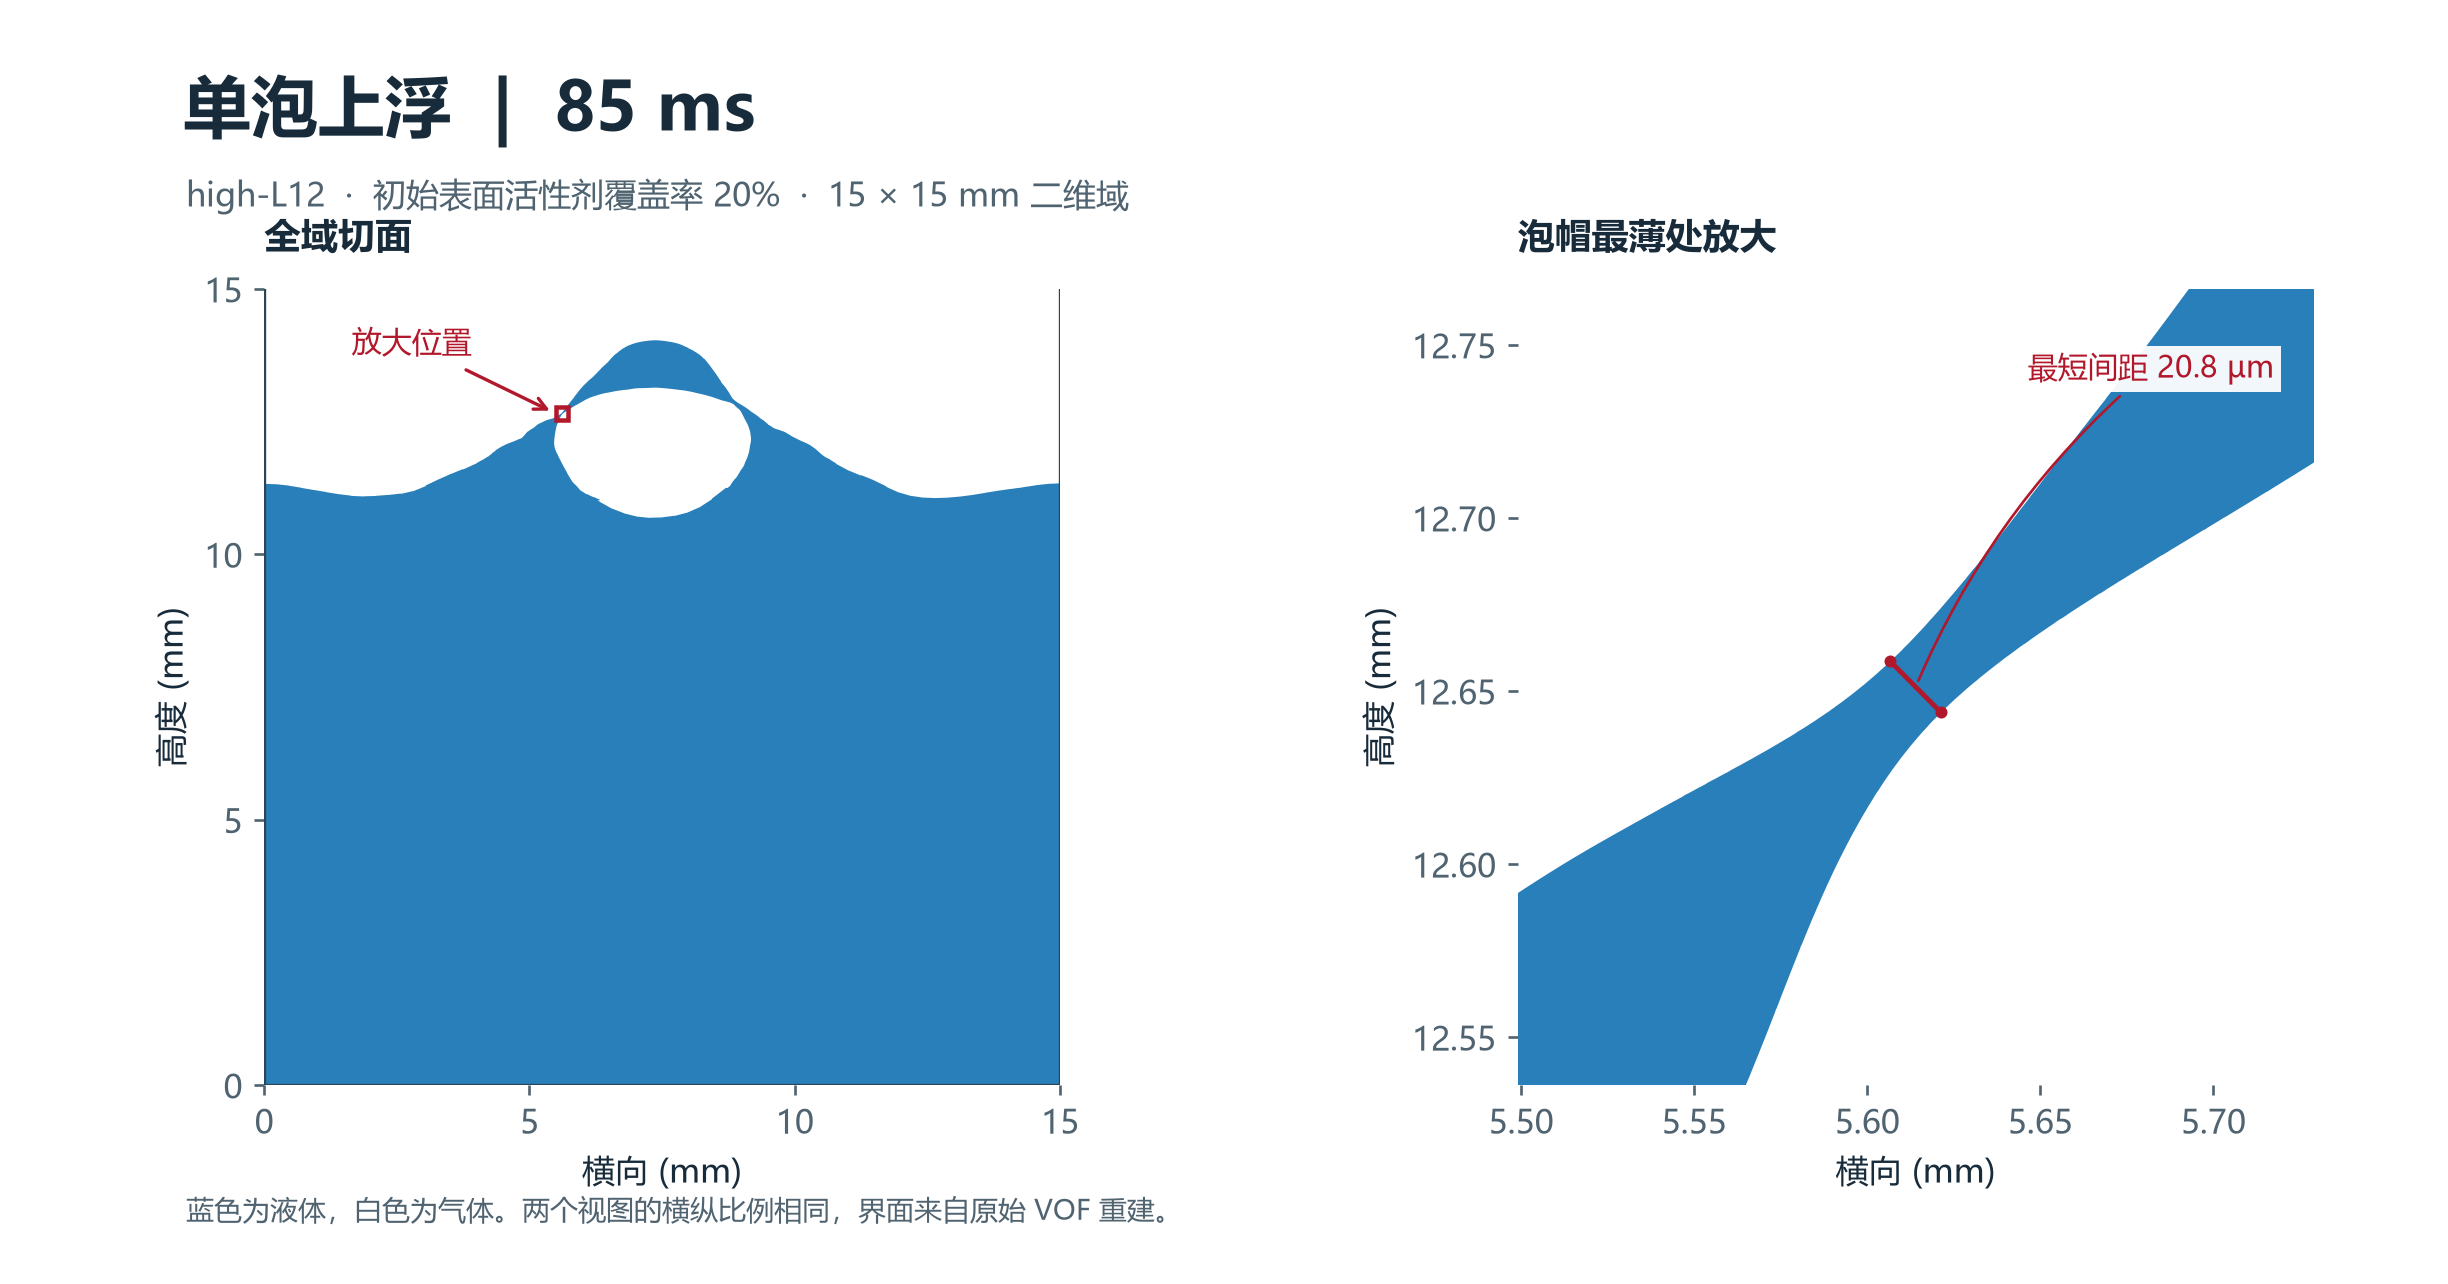 单泡上浮 | 85 ms
high-L12 · 初始表面活性剂覆盖率 20% · 15 × 15 mm 二维域
全域切面
15
10
5
0
高度 (mm)
放大位置
0 5 10 15
横向 (mm)
泡帽最薄处放大
12.75
12.70
12.65
12.60
12.55
高度 (mm)
最短间距 20.8 µm
5.50 5.55 5.60 5.65 5.70
横向 (mm)
蓝色为液体，白色为气体。两个视图的横纵比例相同，界面来自原始 VOF 重建。